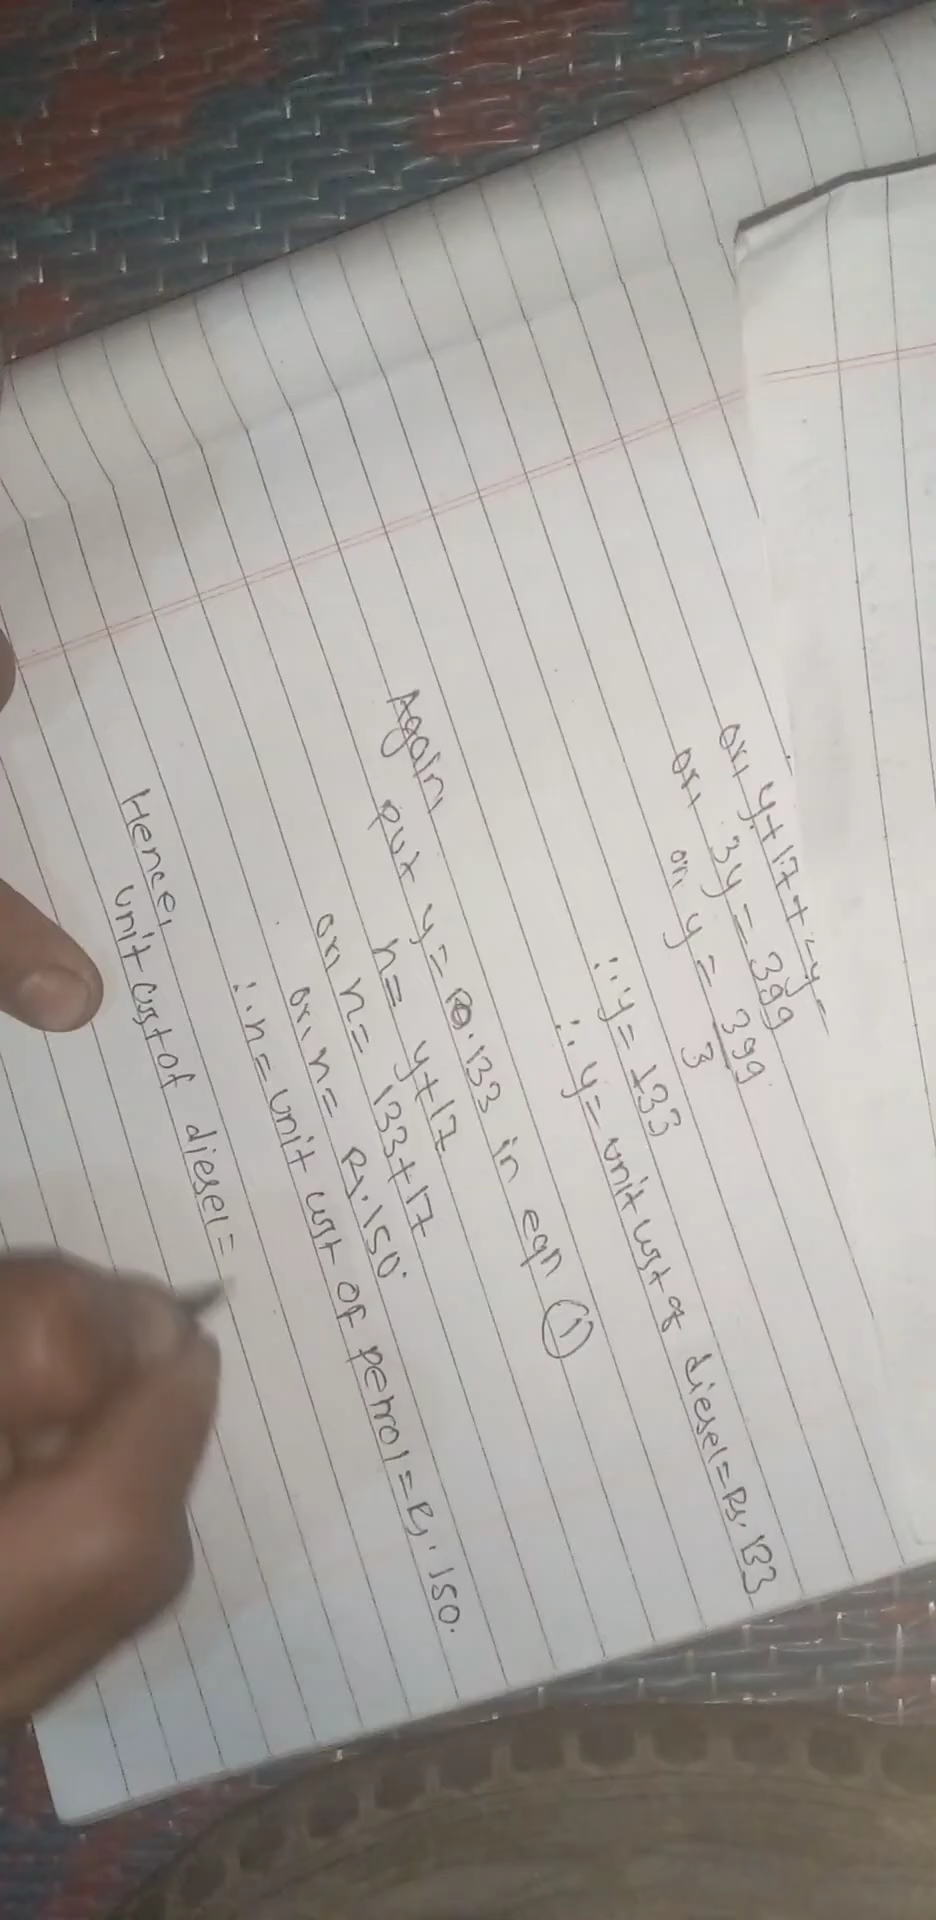 or, y+17+
or, 3y = 399
or, y = 399
3
∴ y = 133
∴ y = unit cost of diesel = Rs. 133
Again,
put y = Rs. 133 in eqn (1)
n = y+17
or, n = 133+17
or, n = Rs. 150.
∴ n = unit cost of petrol = Rs. 150.
Hence,
unit cost of diesel =